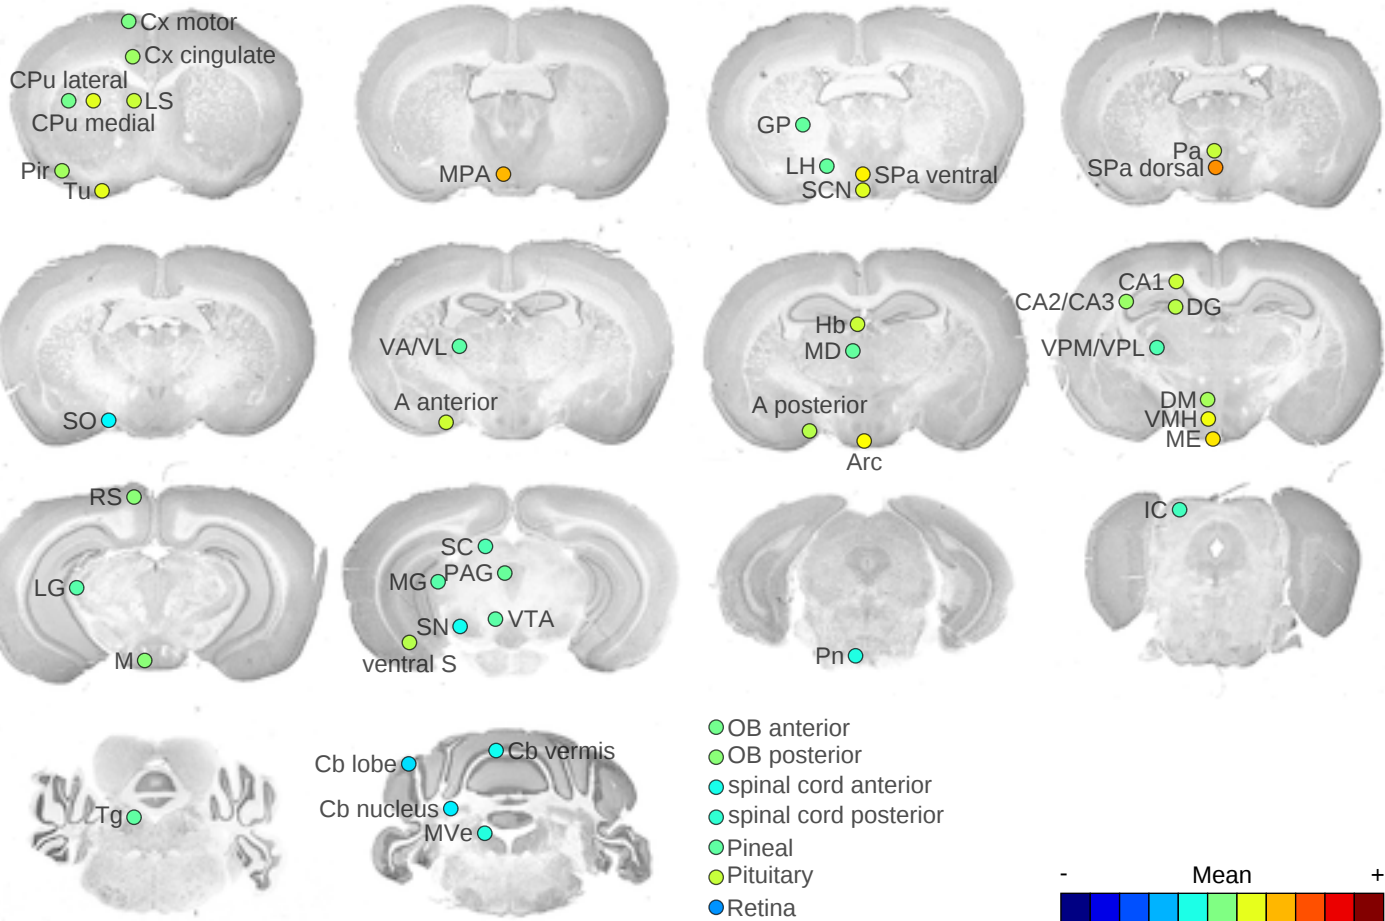 Cx motor
Cx cingulate
CPu lateral
LS
CPu medial
Pir
Tu
MPA
GP
LH
SPa ventral
SCN
Pa
SPa dorsal
SO
VA/VL
A anterior
Hb
MD
A posterior
Arc
CA1
CA2/CA3
DG
VPM/VPL
DM
VMH
ME
RS
LG
M
SC
MG
PAG
SN
VTA
ventral S
Pn
IC
Tg
Cb lobe
Cb vermis
Cb nucleus
MVe
OB anterior
OB posterior
spinal cord anterior
spinal cord posterior
Pineal
Pituitary
Retina
- Mean +